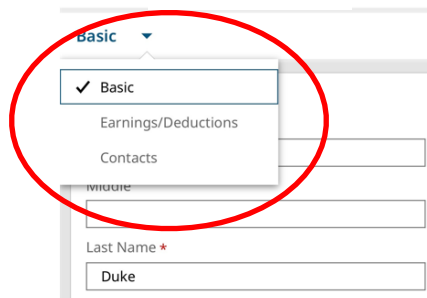 Basic
Basic
Earnings/Deductions
Contacts
Middle
Last Name *
Duke